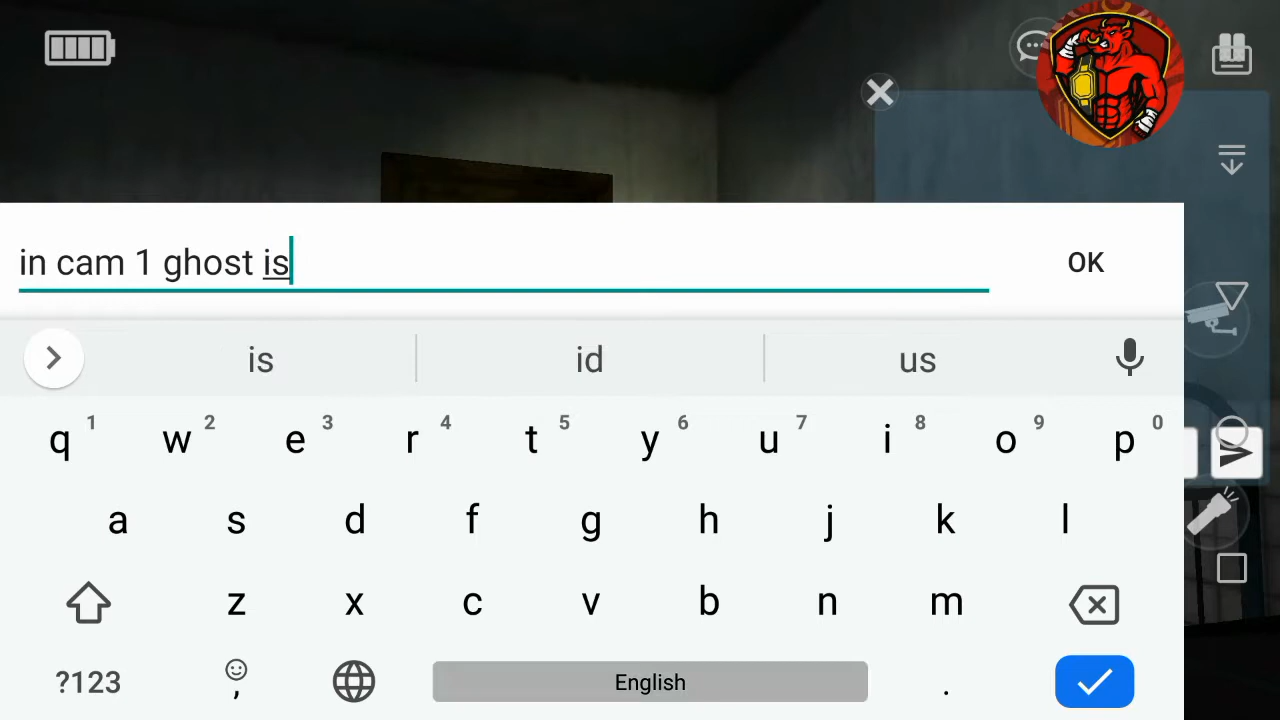 in cam 1 ghost is
OK
is id us
q 1 w 2 e 3 r 4 t 5 y 6 u 7 i 8 o 9 p 0
a s d f g h j k l
z x c v b n m
?123 , English .